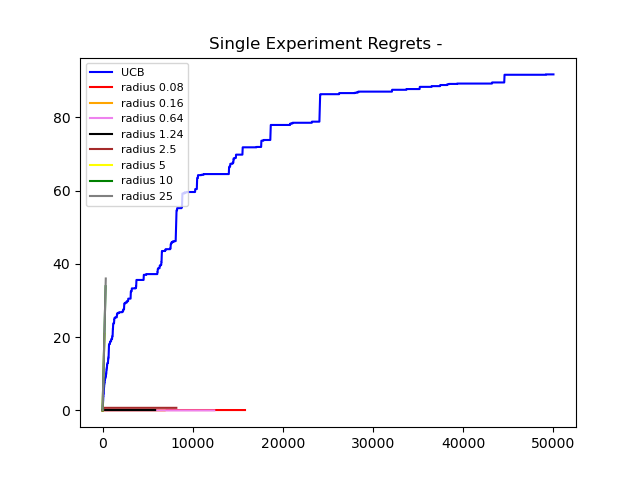 Single Experiment Regrets -
UCB
radius 0.08
radius 0.16
radius 0.64
radius 1.24
radius 2.5
radius 5
radius 10
radius 25
80
60
40
20
0
0 10000 20000 30000 40000 50000